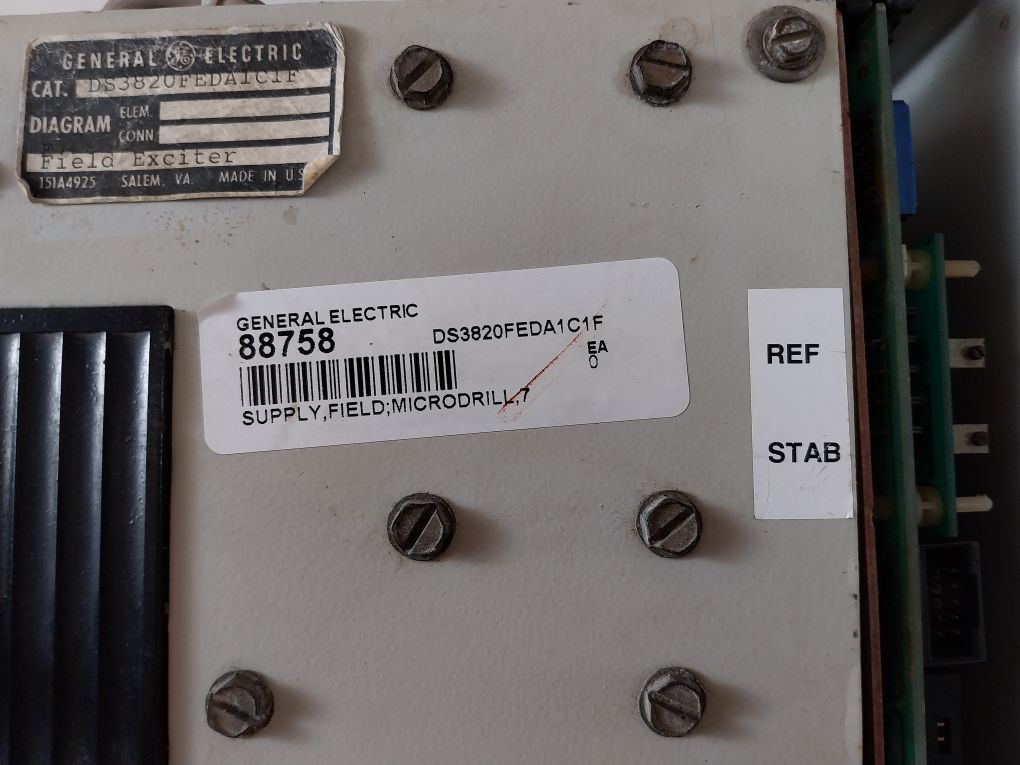 GENERAL GE ELECTRIC
CAT. DS3820FEDA1C1F
DIAGRAM
ELEM.
CONN.
Field Exciter
151A4925 SALEM, VA. MADE IN U.S
GENERAL ELECTRIC
88758 DS3820FEDA1C1F
EA
0
SUPPLY,FIELD;MICRODRILL,7
REF
STAB